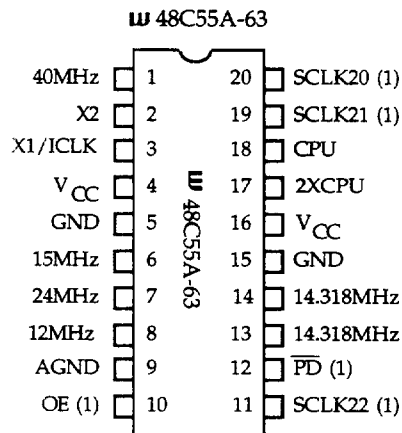 48C55A-63
40MHz 1 20 SCLK20 (1)
X2 2 19 SCLK21 (1)
X1/ICLK 3 18 CPU
VCC 4 17 2XCPU
GND 5 16 VCC
15MHz 6 15 GND
24MHz 7 14 14.318MHz
12MHz 8 13 14.318MHz
AGND 9 12 PD (1)
OE (1) 10 11 SCLK22 (1)
48C55A-63